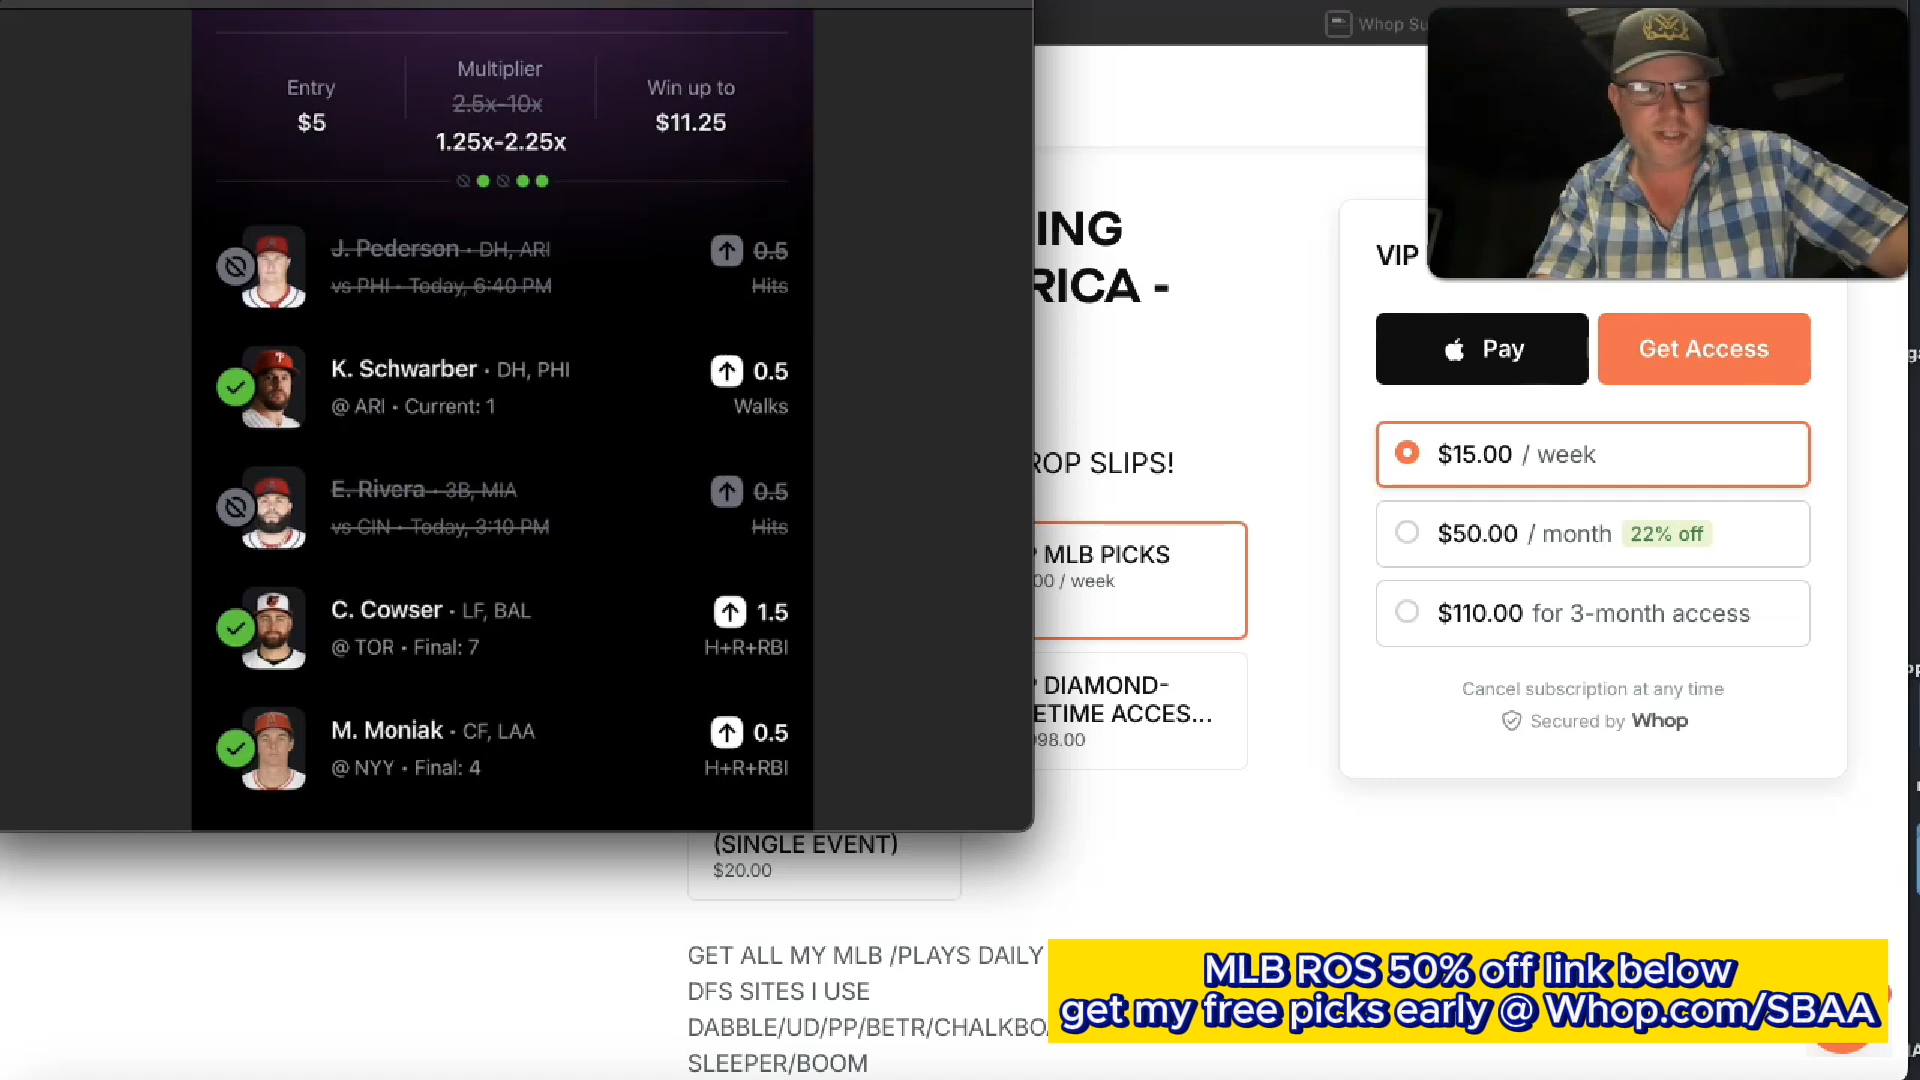 Whop Su
Entry
$5
Multiplier
2.5x-10x
1.25x-2.25x
Win up to
$11.25
J. Pederson · DH, ARI
vs PHI · Today, 6:40 PM
0.5
Hits
K. Schwarber · DH, PHI
@ ARI · Current: 1
0.5
Walks
E. Rivera · 3B, MIA
vs CIN · Today, 3:10 PM
0.5
Hits
C. Cowser · LF, BAL
@ TOR · Final: 7
1.5
H+R+RBI
M. Moniak · CF, LAA
@ NYY · Final: 4
0.5
H+R+RBI
ING
RICA -
ROP SLIPS!
MLB PICKS
00 / week
DIAMOND-
ETIME ACCES...
98.00
(SINGLE EVENT)
$20.00
VIP
Pay
Get Access
$15.00 / week
$50.00 / month 22% off
$110.00 for 3-month access
Cancel subscription at any time
Secured by Whop
GET ALL MY MLB /PLAYS DAILY
DFS SITES I USE
DABBLE/UD/PP/BETR/CHALKBO
SLEEPER/BOOM
MLB ROS 50% off link below
get my free picks early @ Whop.com/SBAA